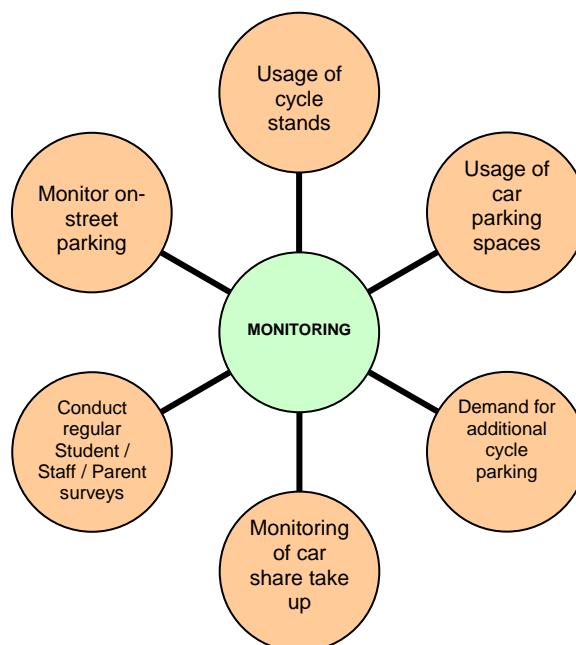 Usage of
cycle
stands
Monitor on-
street
parking
Usage of
car
parking
spaces
MONITORING
Conduct
regular
Student /
Staff / Parent
surveys
Demand for
additional
cycle
parking
Monitoring
of car
share take
up